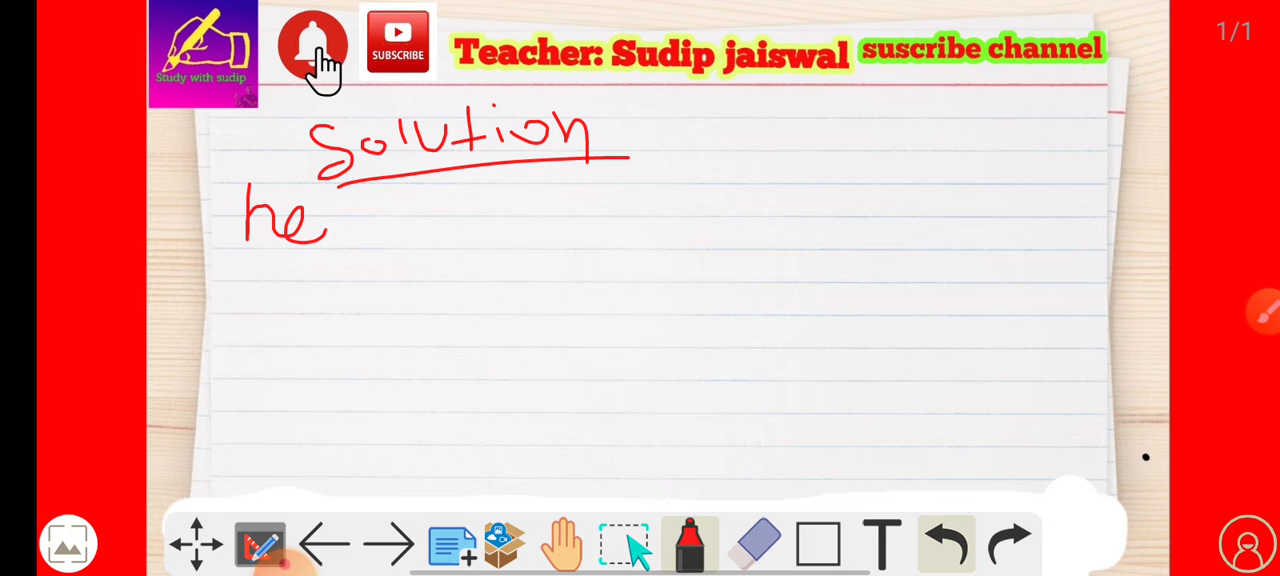 Study with sudip
SUBSCRIBE
Teacher: Sudip jaiswal
suscribe channel
1/1
Solution
he
T